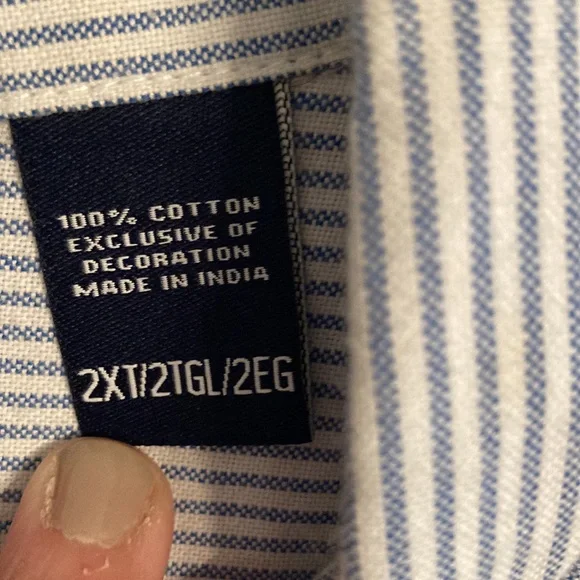 100% COTTON
EXCLUSIVE OF
DECORATION
MADE IN INDIA
2XT/2TGL/2EG